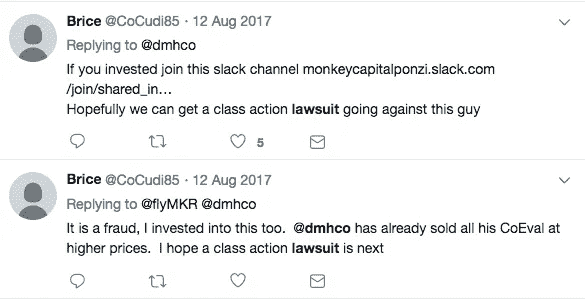 Brice @CoCudi85 · 12 Aug 2017
Replying to @dmhco
If you invested join this slack channel monkeycapitalponzi.slack.com
/join/shared_in…
Hopefully we can get a class action lawsuit going against this guy
5
Brice @CoCudi85 · 12 Aug 2017
Replying to @flyMKR @dmhco
It is a fraud, I invested into this too.  @dmhco has already sold all his CoEval at
higher prices.  I hope a class action lawsuit is next